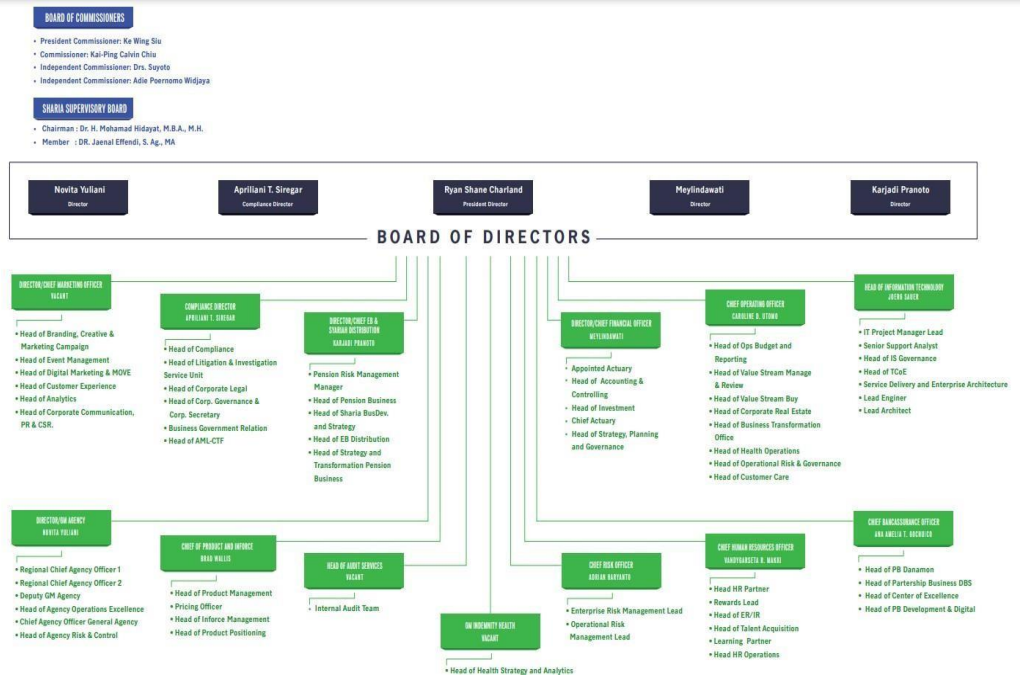 BOARD OF COMMISSIONERS
• President Commissioner: Ke Wing Siu
• Commissioner: Kai-Ping Calvin Chiu
• Independent Commissioner: Drs. Suyoto
• Independent Commissioner: Adie Poernomo Widjaya
SHARIA SUPERVISORY BOARD
• Chairman : Dr. H. Mohamad Hidayat, M.B.A., M.H.
• Member : DR. Jaenal Effendi, S. Ag., MA
Novita Yuliani
Director
Apriliani T. Siregar
Compliance Director
Ryan Shane Charland
President Director
Meylindawati
Director
Karjadi Pranoto
Director
BOARD OF DIRECTORS
DIRECTOR/CHIEF MARKETING OFFICER
VACANT
• Head of Branding, Creative &
Marketing Campaign
• Head of Event Management
• Head of Digital Marketing & MOVE
• Head of Customer Experience
• Head of Analytics
• Head of Corporate Communication,
PR & CSR.
COMPLIANCE DIRECTOR
APRILIANI T. SIREGAR
• Head of Compliance
• Head of Litigation & Investigation
Service Unit
• Head of Corporate Legal
• Head of Corp. Governance &
Corp. Secretary
• Business Government Relation
• Head of AML-CTF
DIRECTOR/CHIEF EB &
SYARIAH DISTRIBUTION
KARJADI PRANOTO
• Pension Risk Management
Manager
• Head of Pension Business
• Head of Sharia BusDev.
and Strategy
• Head of EB Distribution
• Head of Strategy and
Transformation Pension
Business
DIRECTOR/CHIEF FINANCIAL OFFICER
MEYLINDAWATI
• Appointed Actuary
• Head of Accounting &
Controlling
• Head of Investment
• Chief Actuary
• Head of Strategy, Planning
and Governance
CHIEF OPERATING OFFICER
CAROLINE D. UTOMO
• Head of Ops Budget and
Reporting
• Head of Value Stream Manage
& Review
• Head of Value Stream Buy
• Head of Corporate Real Estate
• Head of Business Transformation
Office
• Head of Health Operations
• Head of Operational Risk & Governance
• Head of Customer Care
HEAD OF INFORMATION TECHNOLOGY
• IT Project Manager Lead
• Senior Support Analyst
• Head of IS Governance
• Head of TCoE
• Service Delivery and Enterprise Architecture
• Lead Enginer
• Lead Architect
DIRECTOR/GM AGENCY
NOVITA YULIANI
• Regional Chief Agency Officer 1
• Regional Chief Agency Officer 2
• Deputy GM Agency
• Head of Agency Operations Excellence
• Chief Agency Officer General Agency
• Head of Agency Risk & Control
CHIEF OF PRODUCT AND INFORCE
BRAD WALLIS
• Head of Product Management
• Pricing Officer
• Head of Inforce Management
• Head of Product Positioning
HEAD OF AUDIT SERVICES
VACANT
• Internal Audit Team
GM INDEMNITY HEALTH
VACANT
• Head of Health Strategy and Analytics
CHIEF RISK OFFICER
ADRIAN HARYANTO
• Enterprise Risk Management Lead
• Operational Risk
Management Lead
CHIEF HUMAN RESOURCES OFFICER
• Head HR Partner
• Rewards Lead
• Head of ER/IR
• Head of Talent Acquisition
• Learning Partner
• Head HR Operations
CHIEF BANCASSURANCE OFFICER
• Head of PB Danamon
• Head of Partership Business DBS
• Head of Center of Excellence
• Head of PB Development & Digital